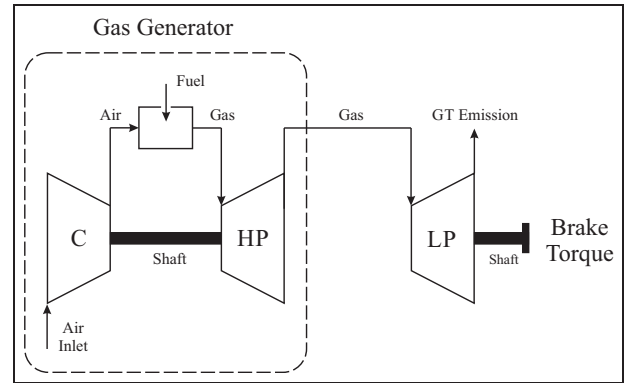 Gas Generator
Fuel
Air
Gas
Gas
GT Emission
C
HP
LP
Shaft
Shaft
Brake
Torque
Air
Inlet